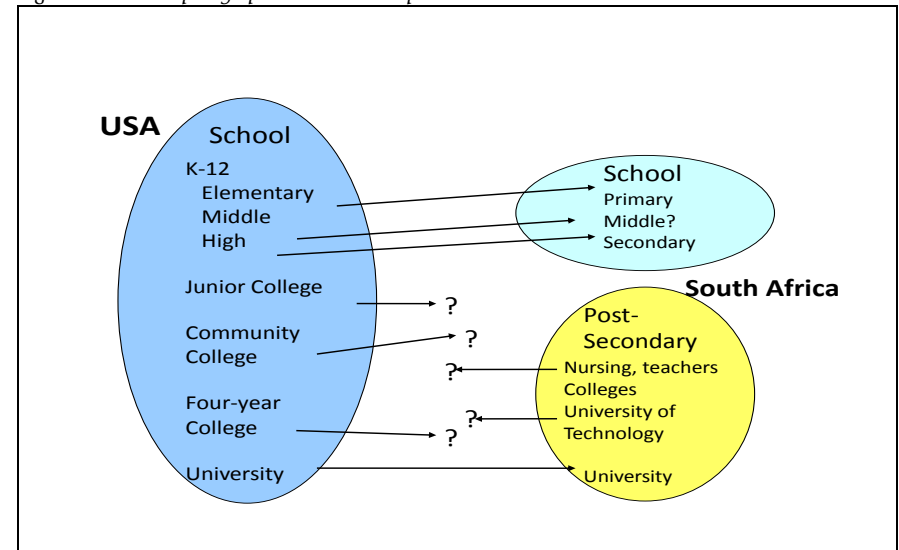 USA
School
K-12
Elementary
Middle
High
Junior College
Community
College
Four-year
College
University
?
?
?
?
?
School
Primary
Middle?
Secondary
South Africa
Post-
Secondary
Nursing, teachers
Colleges
University of
Technology
University